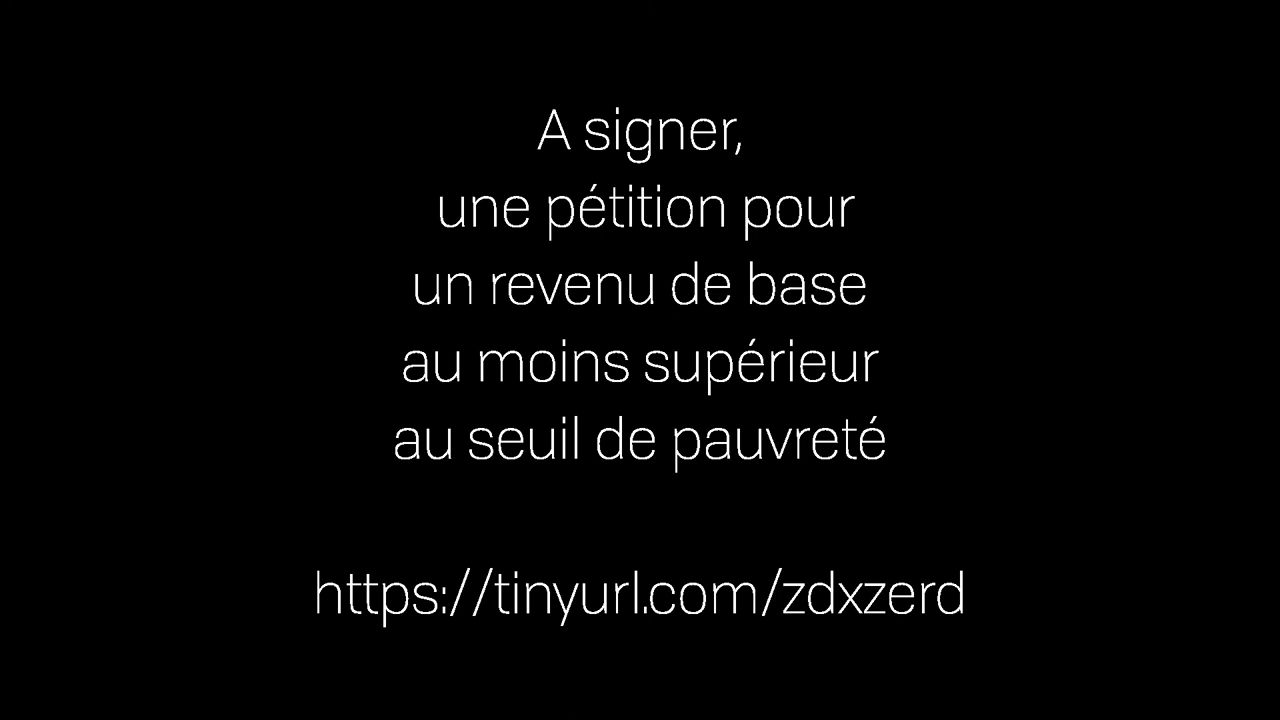 A signer,
une pétition pour
un revenu de base
au moins supérieur
au seuil de pauvreté
https://tinyurl.com/zdxzerd